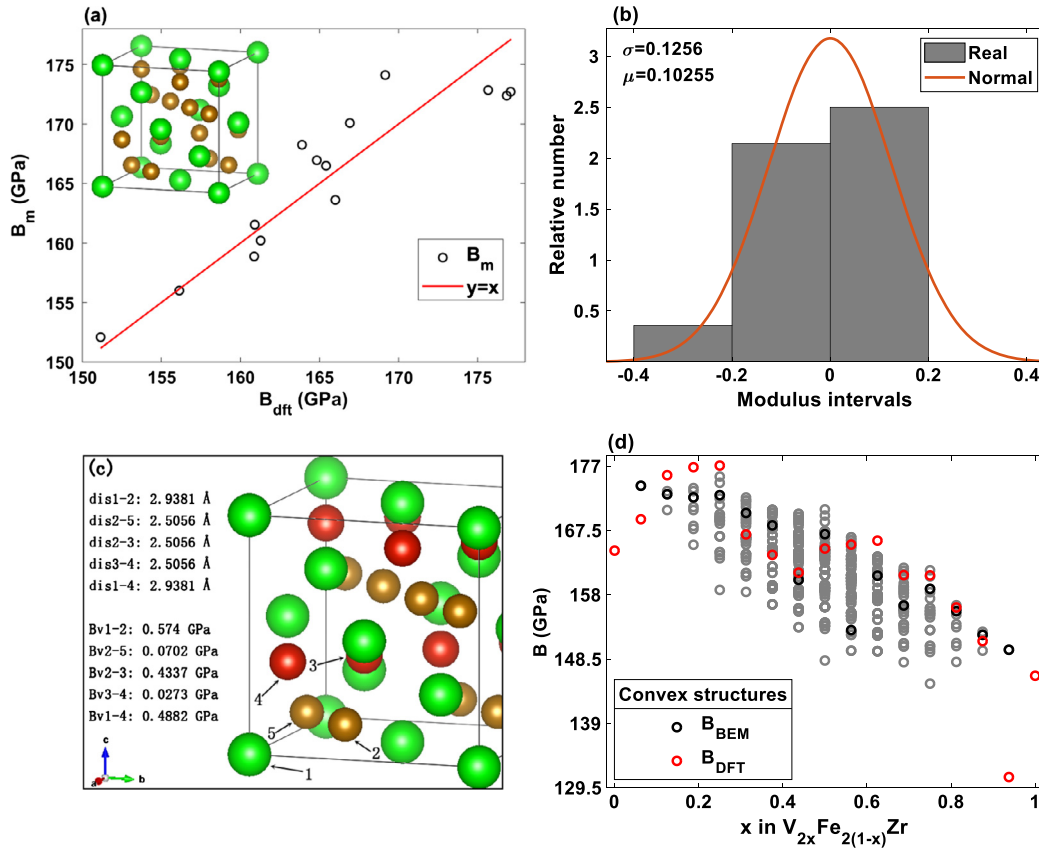 (a)
175
170
165
160
155
150
B_m (GPa)
B_m
y=x
150
155
160
165
170
175
B_dft (GPa)
(b)
σ=0.1256
μ=0.10255
Real
Normal
3
2.5
2
1.5
1
0.5
Relative number
-0.4
-0.2
0
0.2
0.4
Modulus intervals
(c)
dis1-2: 2.9381 Å
dis2-5: 2.5056 Å
dis2-3: 2.5056 Å
dis3-4: 2.5056 Å
dis1-4: 2.9381 Å
Bv1-2: 0.574 GPa
Bv2-5: 0.0702 GPa
Bv2-3: 0.4337 GPa
Bv3-4: 0.0273 GPa
Bv1-4: 0.4882 GPa
3
4
5
2
1
c
a
b
(d)
177
167.5
158
148.5
139
129.5
B (GPa)
Convex structures
B_BEM
B_DFT
0
0.2
0.4
0.6
0.8
1
x in V_2xFe_2(1-x)Zr